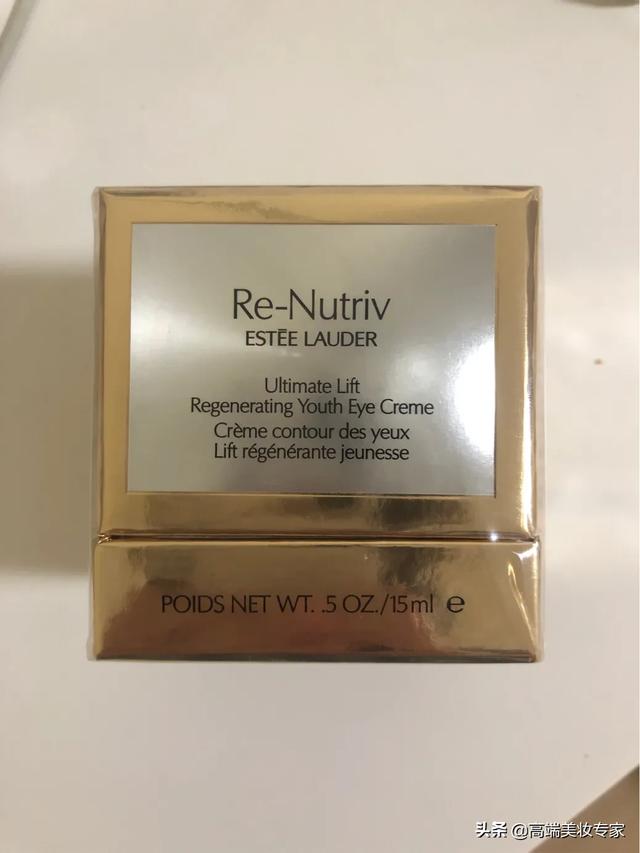 Re-Nutriv
ESTĒE LAUDER
Ultimate Lift
Regenerating Youth Eye Creme
Crème contour des yeux
Lift régénérante jeunesse
POIDS NET WT. .5 OZ./15ml ℮
头条 @高端美妆专家